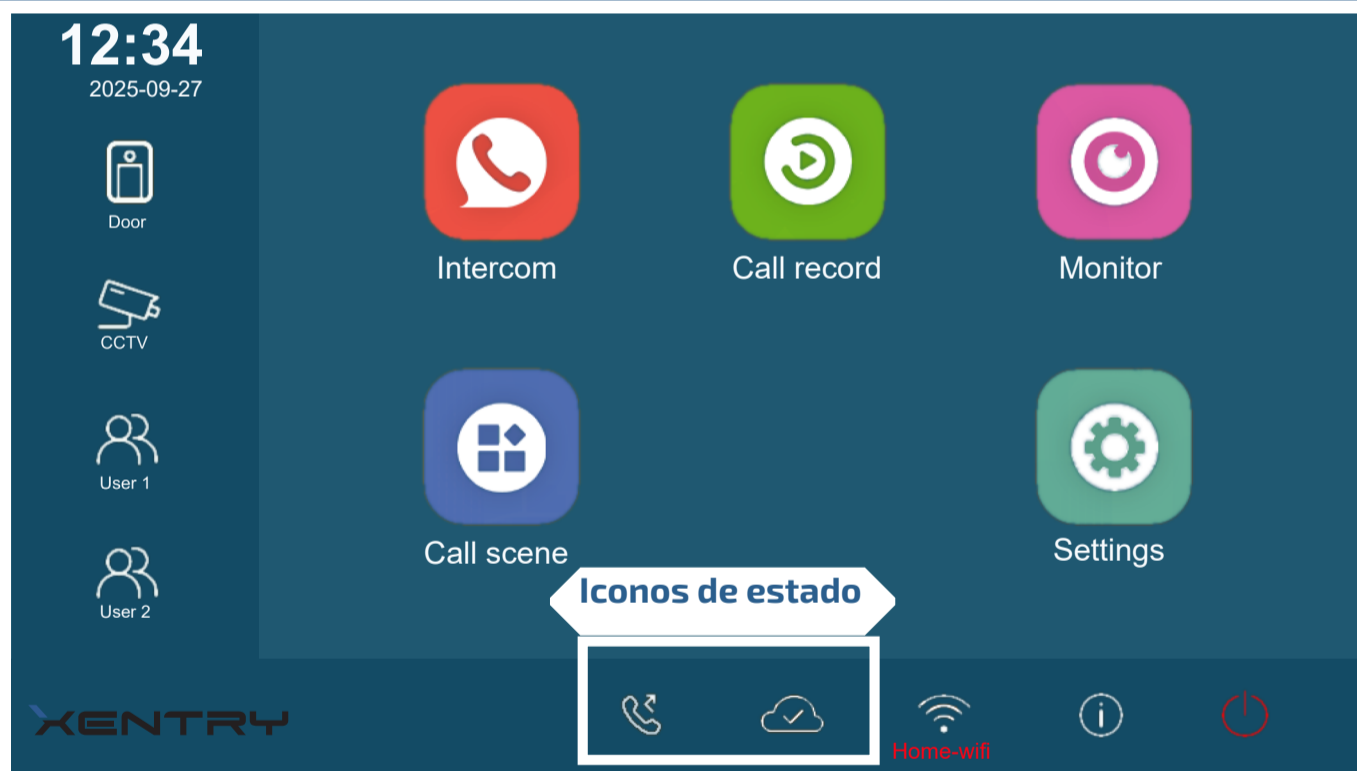 12:34
2025-09-27
Door
CCTV
User 1
User 2
Intercom
Call record
Monitor
Call scene
Settings
Iconos de estado
XENTRY
Home-wifi